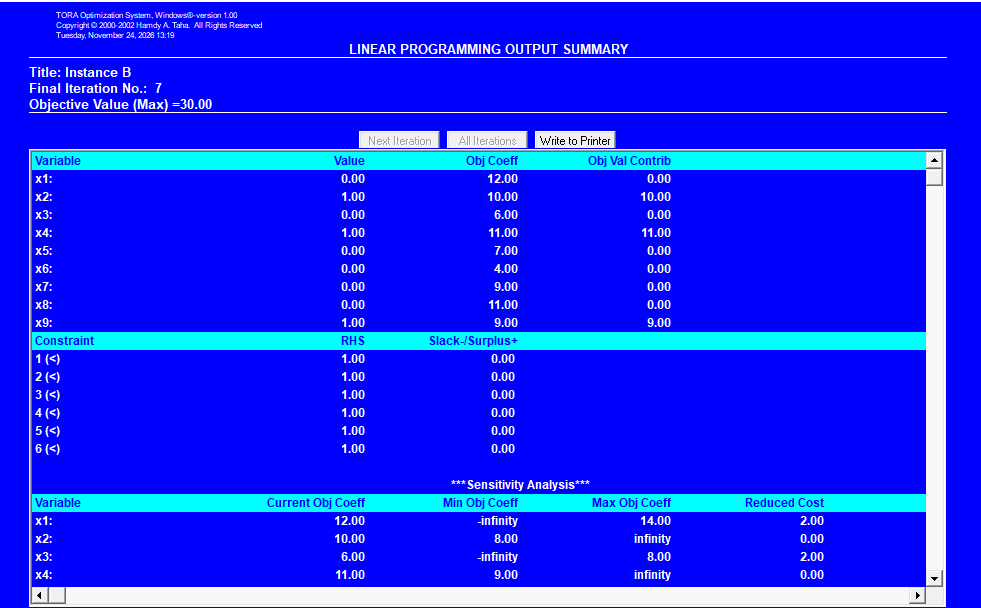 TORA Optimization System, Windows®-version 1.00
Copyright © 2000-2002 Hamdy A. Taha. All Rights Reserved
Tuesday, November 24, 2026 13:19
LINEAR PROGRAMMING OUTPUT SUMMARY
Title: Instance B
Final Iteration No.: 7
Objective Value (Max) =30.00
Next Iteration All Iterations Write to Printer
Variable Value Obj Coeff Obj Val Contrib
x1: 0.00 12.00 0.00
x2: 1.00 10.00 10.00
x3: 0.00 6.00 0.00
x4: 1.00 11.00 11.00
x5: 0.00 7.00 0.00
x6: 0.00 4.00 0.00
x7: 0.00 9.00 0.00
x8: 0.00 11.00 0.00
x9: 1.00 9.00 9.00
Constraint RHS Slack-/Surplus+
1 (<) 1.00 0.00
2 (<) 1.00 0.00
3 (<) 1.00 0.00
4 (<) 1.00 0.00
5 (<) 1.00 0.00
6 (<) 1.00 0.00
***Sensitivity Analysis***
Variable Current Obj Coeff Min Obj Coeff Max Obj Coeff Reduced Cost
x1: 12.00 -infinity 14.00 2.00
x2: 10.00 8.00 infinity 0.00
x3: 6.00 -infinity 8.00 2.00
x4: 11.00 9.00 infinity 0.00